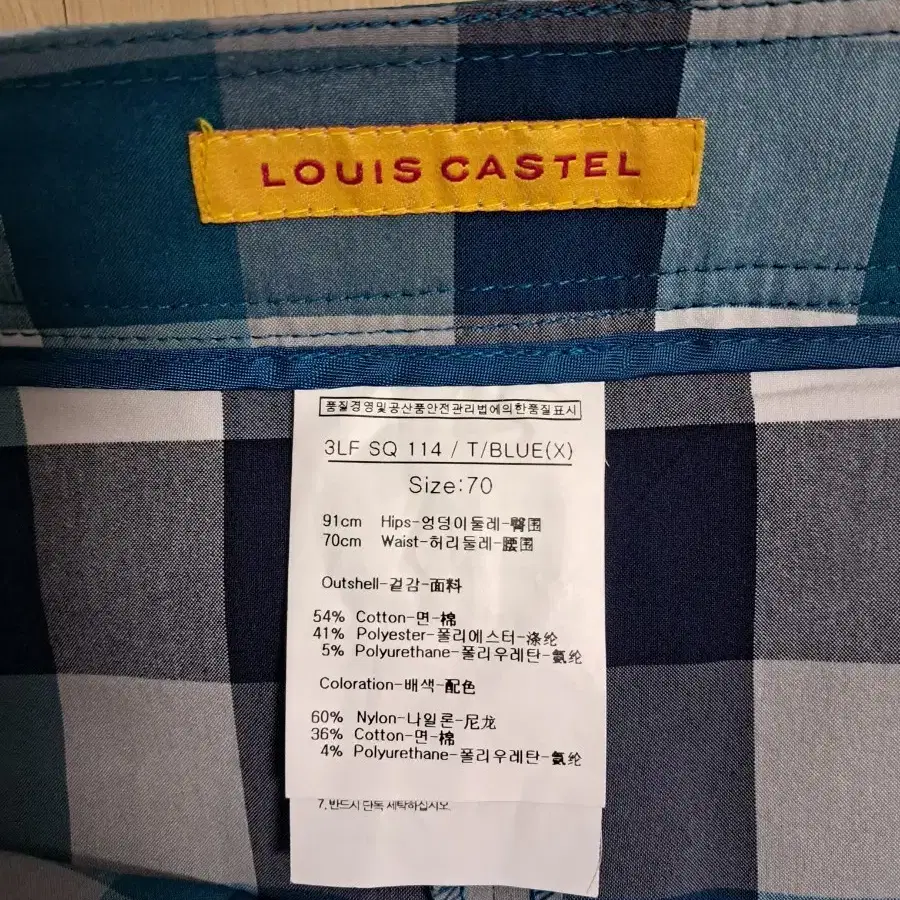 LOUIS CASTEL
품질경영및공산품안전관리법에의한품질표시
3LF SQ 114 / T/BLUE(X)
Size:70
91cm Hips-엉덩이둘레-臀围
70cm Waist-허리둘레-腰围
Outshell-겉감-面料
54% Cotton-면-棉
41% Polyester-폴리에스터-涤纶
5% Polyurethane-폴리우레탄-氨纶
Coloration-배색-配色
60% Nylon-나일론-尼龙
36% Cotton-면-棉
4% Polyurethane-폴리우레탄-氨纶
7. 반드시 단독 세탁하십시오.